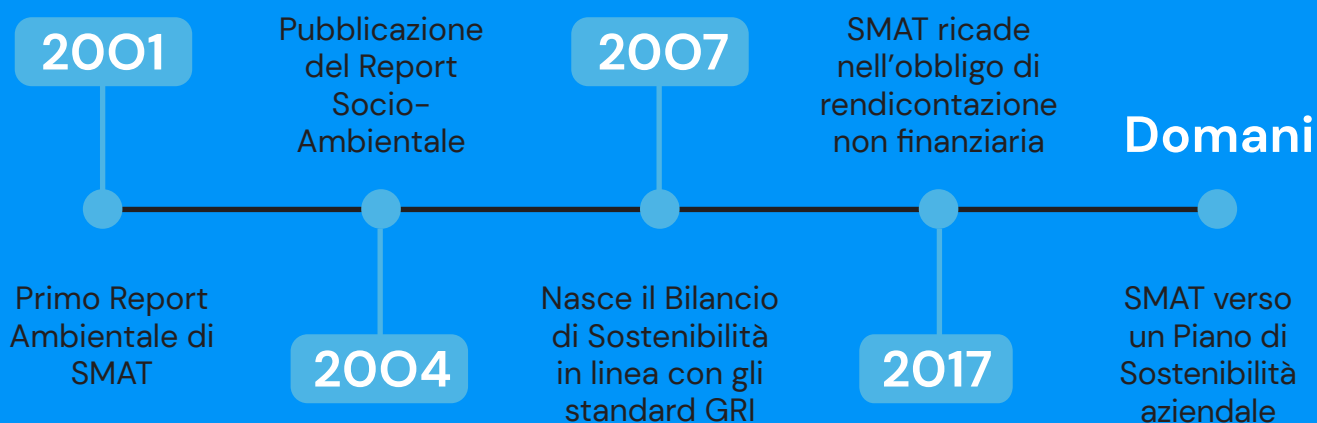 2001
Primo Report
Ambientale di
SMAT
Pubblicazione
del Report
Socio-
Ambientale
2004
2007
Nasce il Bilancio
di Sostenibilità
in linea con gli
standard GRI
SMAT ricade
nell’obbligo di
rendicontazione
non finanziaria
2017
Domani
SMAT verso
un Piano di
Sostenibilità
aziendale